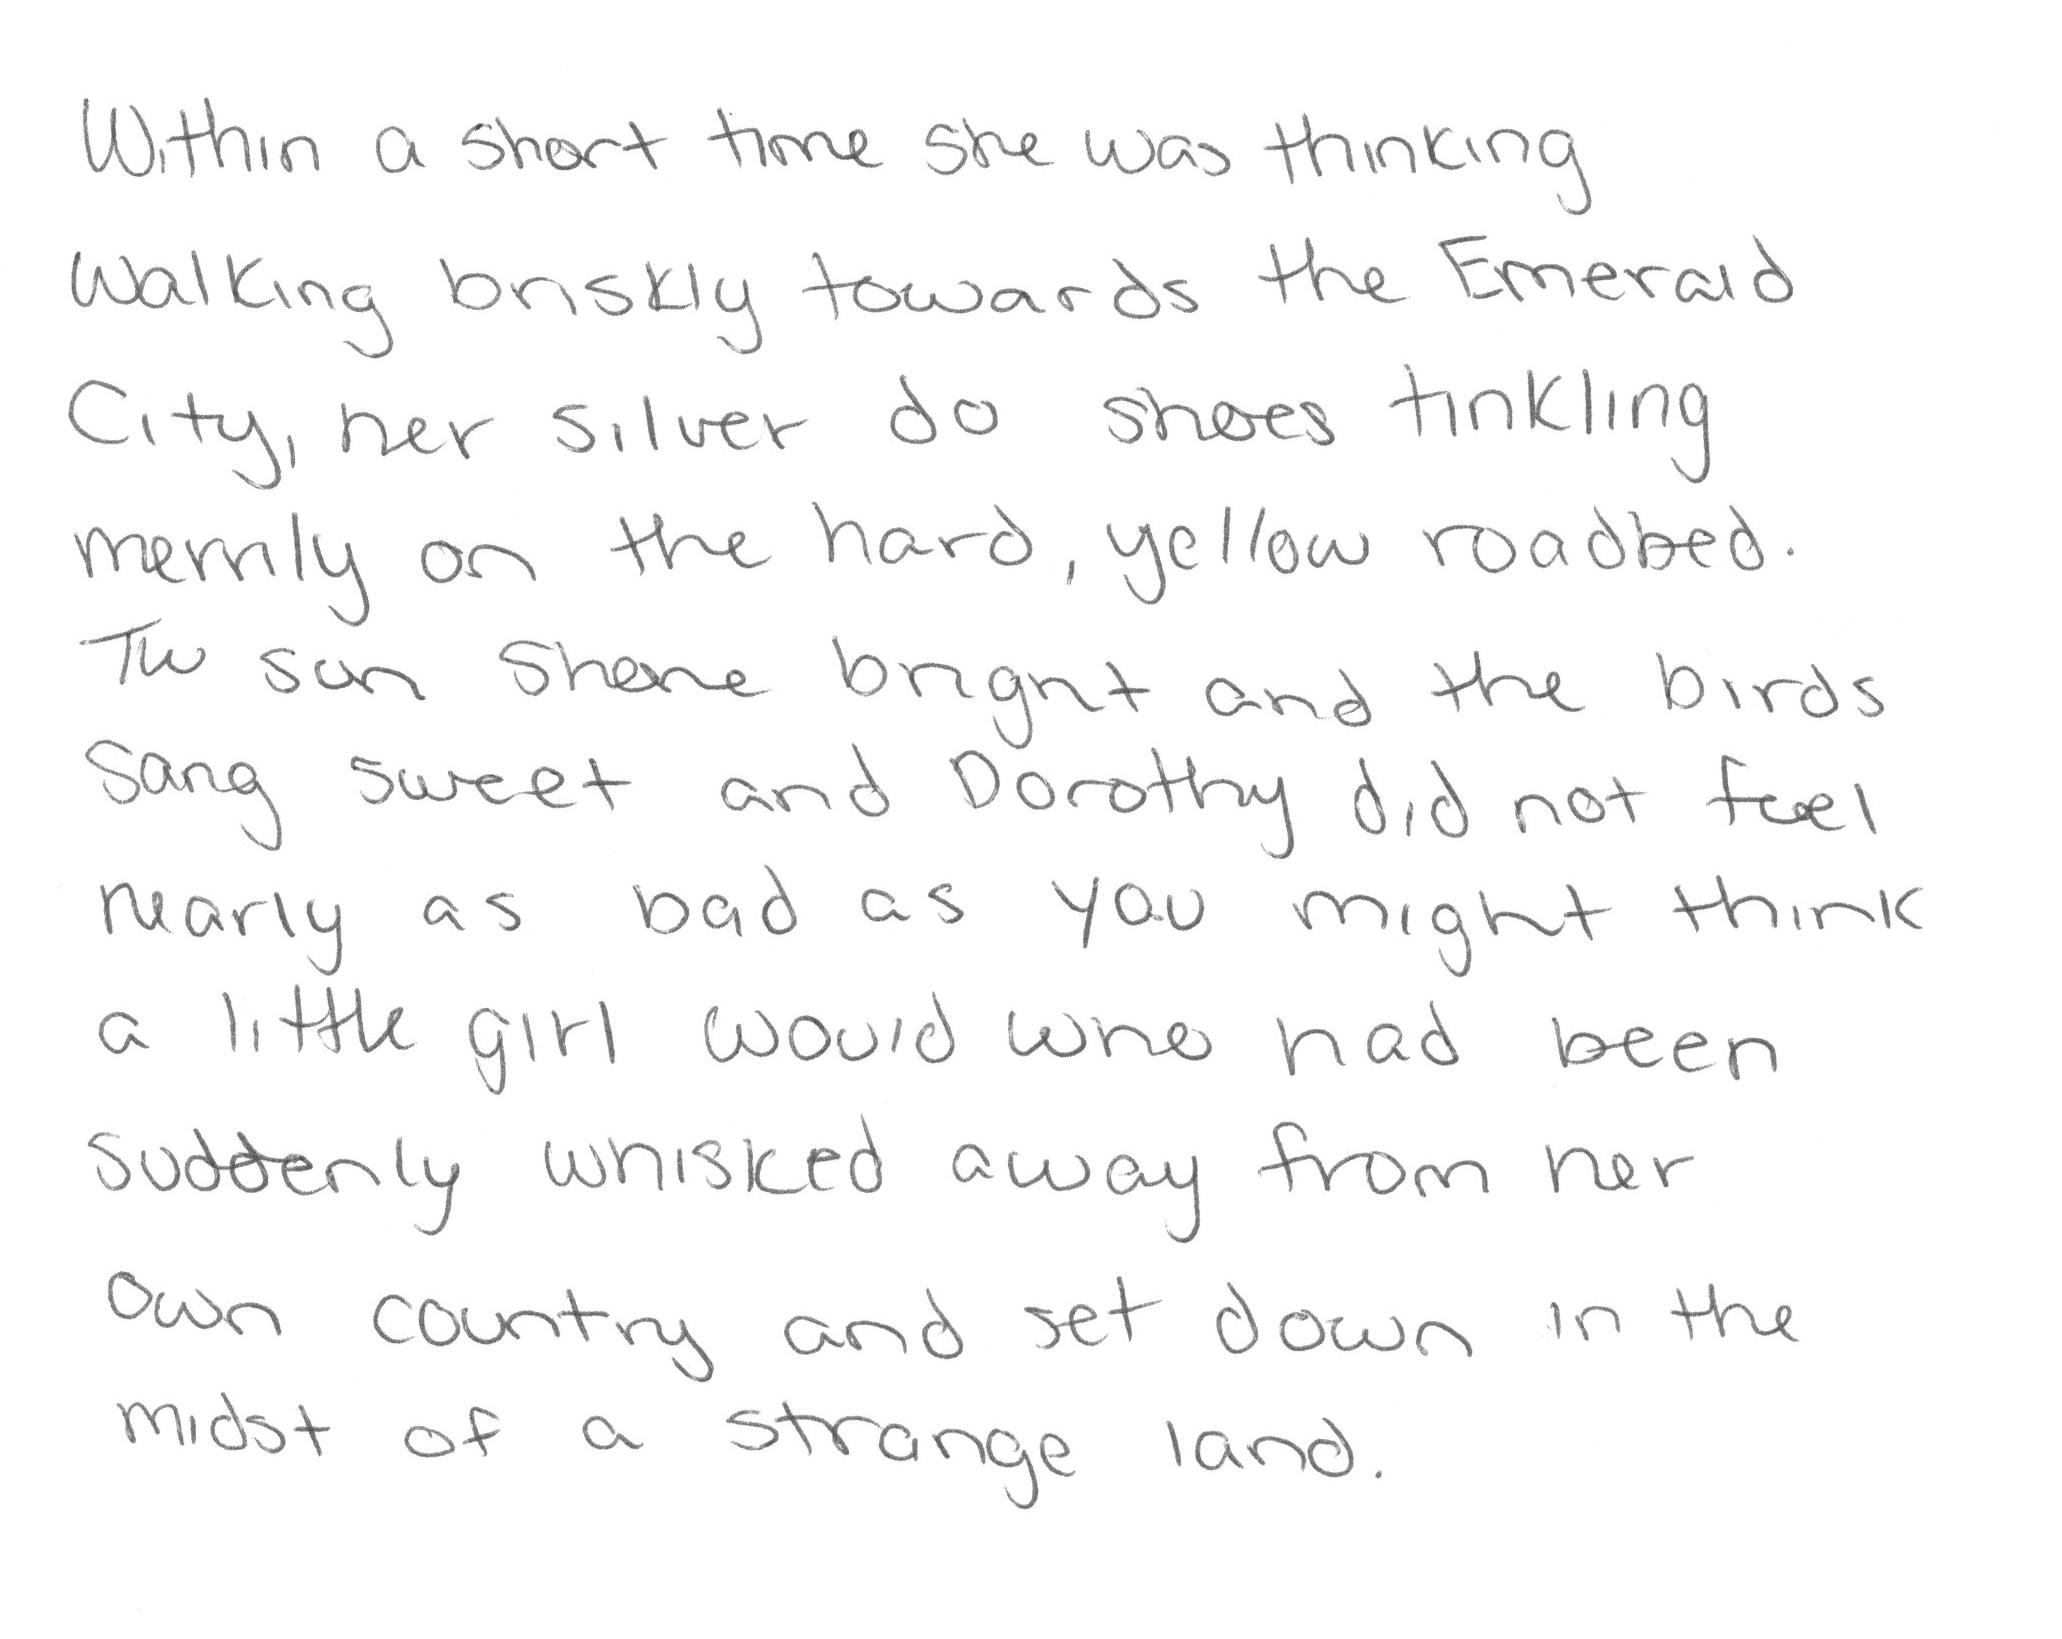 Within a short time she was thinking
Walking briskly towards the Emerald
City, her silver do shoes tinkling
merrily on the hard, yellow roadbed.
The sun shone bright and the birds
Sang sweet and Dorothy did not feel
nearly as bad as you might think
a little girl would who had been
suddenly whisked away from her
own country and set down in the
midst of a strange land.